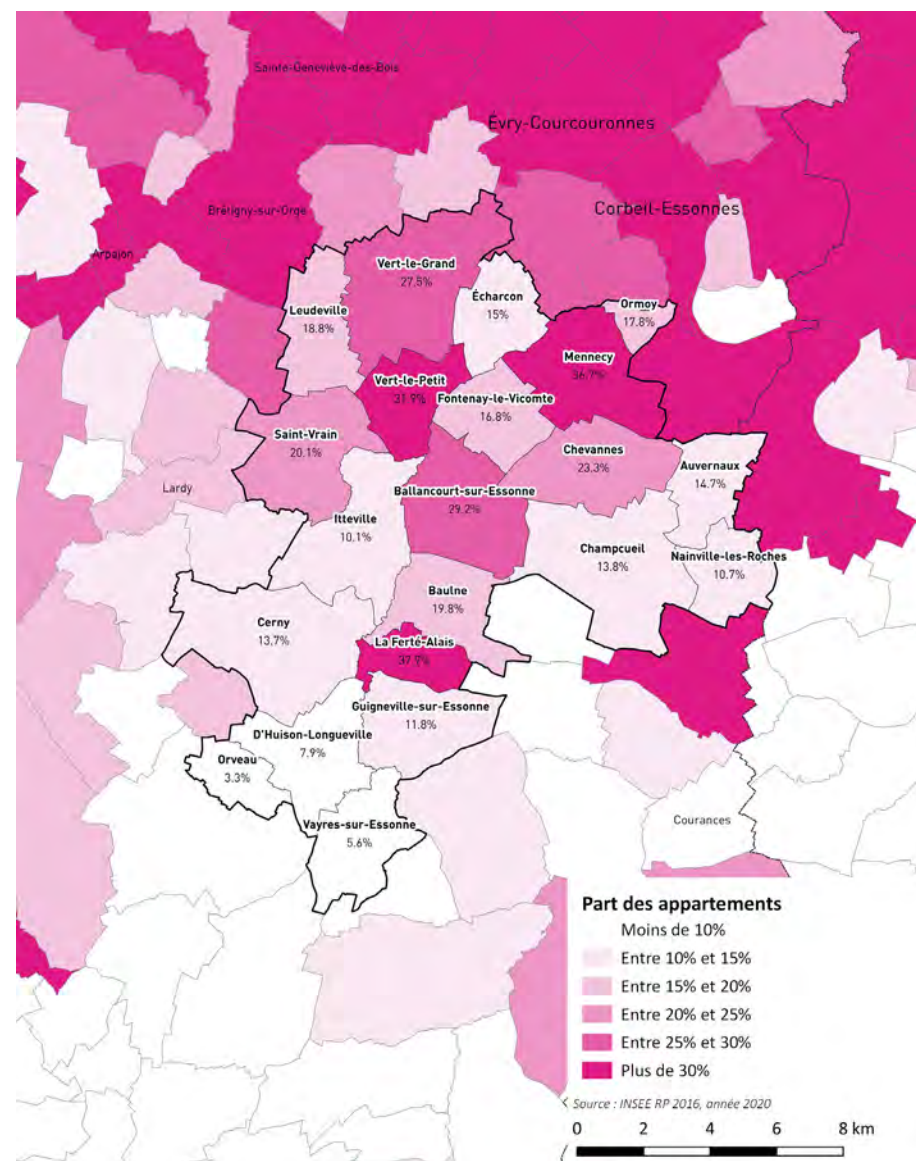 Sainte-Geneviève-des-Bois
Évry-Courcouronnes
Brétigny-sur-Orge
Corbeil-Essonnes
Arpajon
Vert-le-Grand
27.5%
Écharcon
15%
Leudeville
18.8%
Ormoy
17.8%
Mennecy
36.7%
Vert-le-Petit
31.9%
Fontenay-le-Vicomte
16.8%
Saint-Vrain
20.1%
Chevannes
23.3%
Auvernaux
14.7%
Lardy
Ballancourt-sur-Essonne
29.2%
Itteville
10.1%
Champcueil
13.8%
Nainville-les-Roches
10.7%
Baulne
19.8%
Cerny
13.7%
La Ferté-Alais
37.9%
Guigneville-sur-Essonne
11.8%
D'Huison-Longueville
7.9%
Orveau
3.3%
Vayres-sur-Essonne
5.6%
Courances
Part des appartements
Moins de 10%
Entre 10% et 15%
Entre 15% et 20%
Entre 20% et 25%
Entre 25% et 30%
Plus de 30%
Source : INSEE RP 2016, année 2020
0 2 4 6 8 km